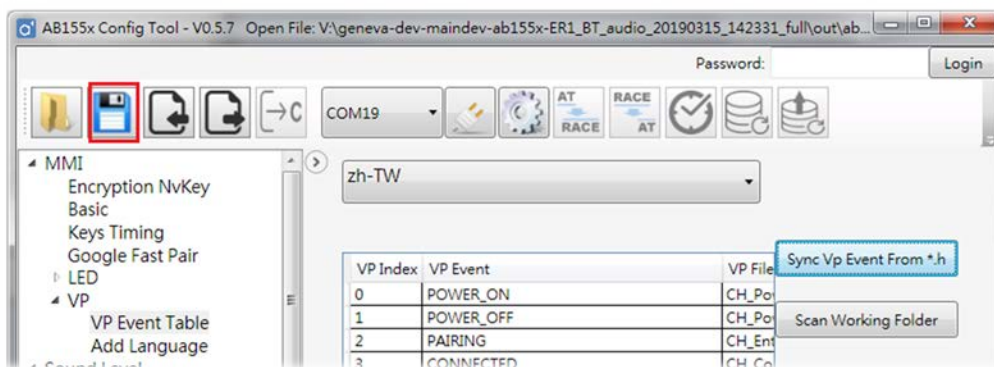 AB155x Config Tool - V0.5.7 Open File: V:\geneva-dev-maindev-ab155x-ER1_BT_audio_20190315_142331_full\out\ab...
Password:
Login
COM19
AT
RACE
RACE
AT
MMI
Encryption NvKey
Basic
Keys Timing
Google Fast Pair
LED
VP
VP Event Table
Add Language
Sound Level
zh-TW
VP Index VP Event VP File
0 POWER_ON CH_Po
1 POWER_OFF CH_Po
2 PAIRING CH_Ent
3 CONNECTED CH_Co
Sync Vp Event From *.h
Scan Working Folder